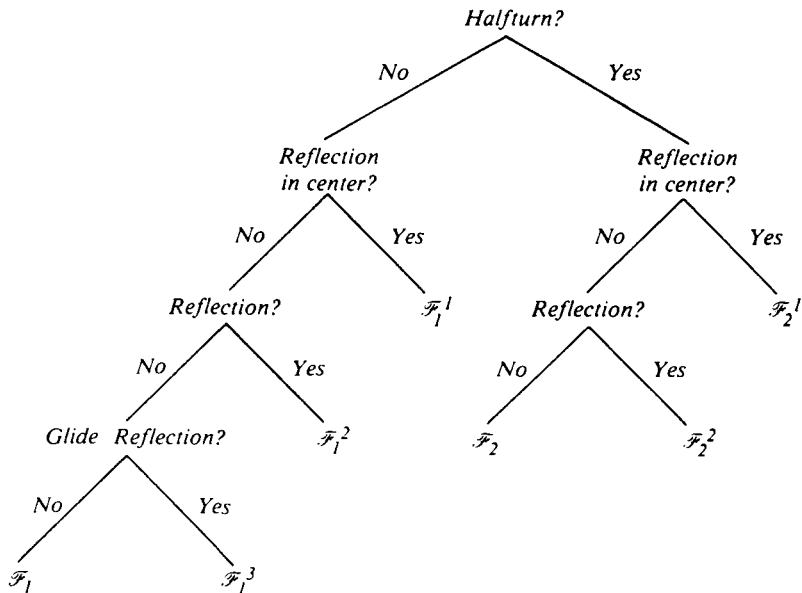 Halfturn?
No Yes
Reflection Reflection
in center? in center?
No Yes No Yes
Reflection? ℱ₁¹ Reflection? ℱ₂¹
No Yes No Yes
Glide Reflection? ℱ₁² ℱ₂ ℱ₂²
No Yes
ℱ₁ ℱ₁³